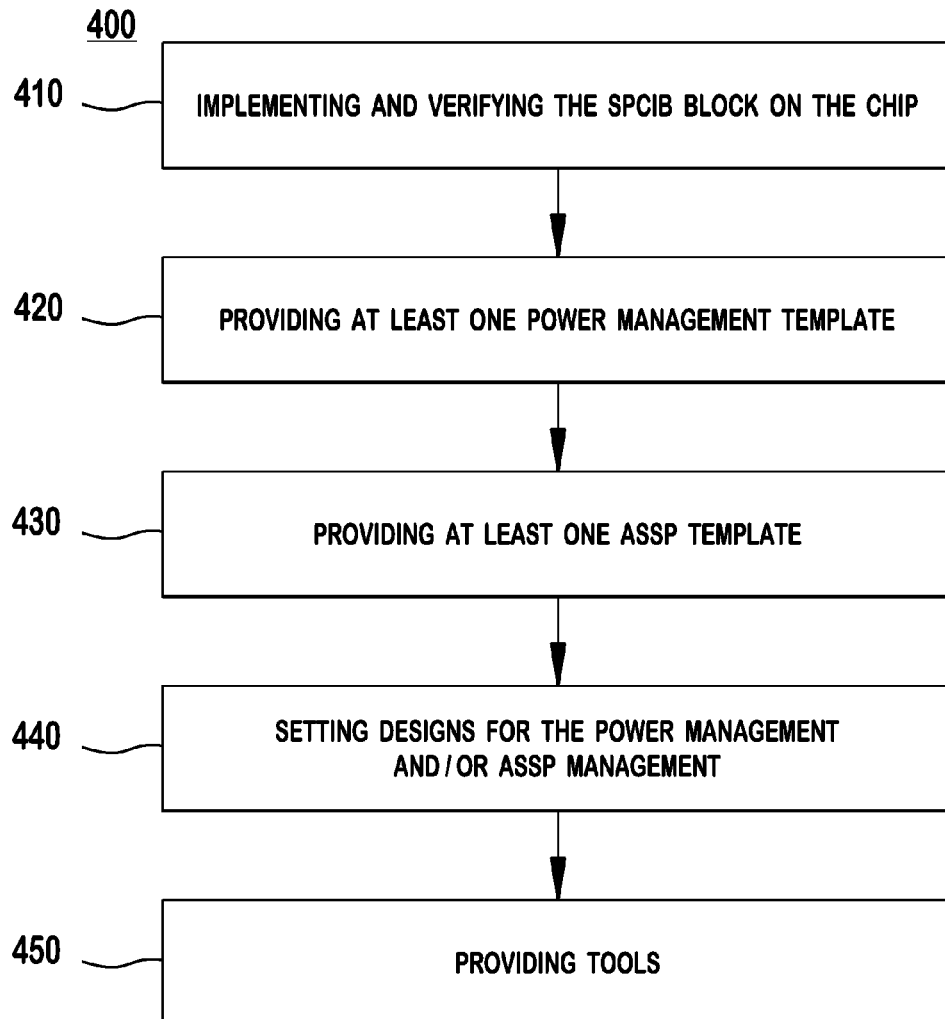 400
410
IMPLEMENTING AND VERIFYING THE SPCIB BLOCK ON THE CHIP
420
PROVIDING AT LEAST ONE POWER MANAGEMENT TEMPLATE
430
PROVIDING AT LEAST ONE ASSP TEMPLATE
440
SETTING DESIGNS FOR THE POWER MANAGEMENT
AND/OR ASSP MANAGEMENT
450
PROVIDING TOOLS